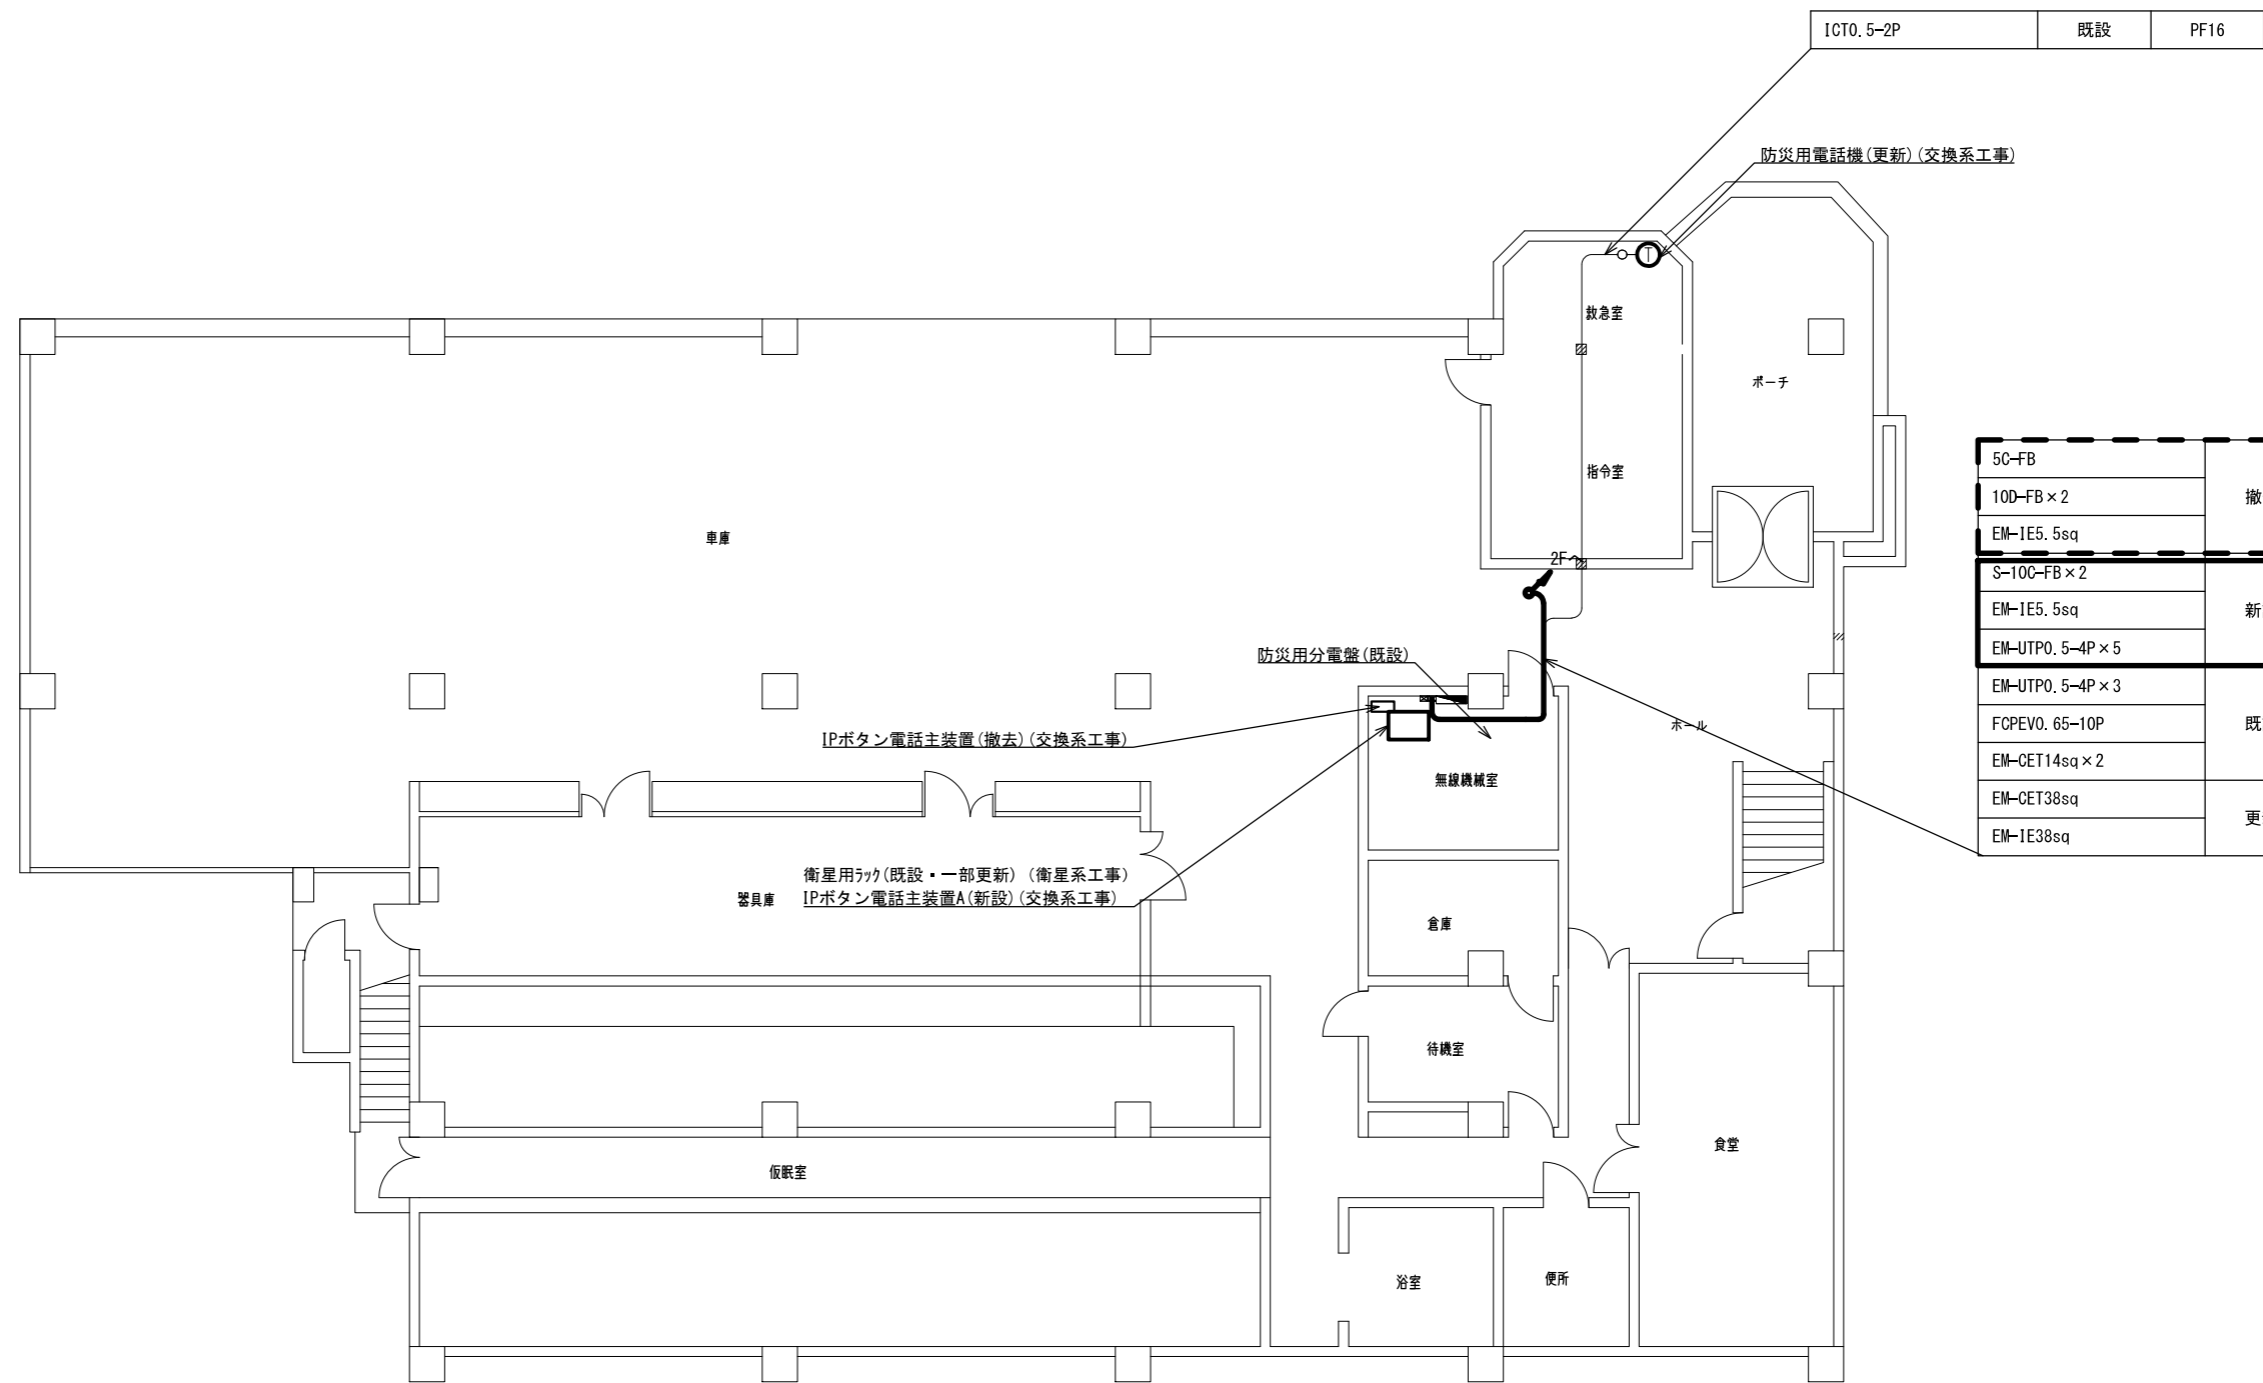 ICT0.5-2P 既設 PF16
防災用電話機(更新)(交換系工事)
救急室
ポーチ
5C-FB
10D-FB×2 撤
EM-IE5.5sq
指令室
車庫
2Fへ
S-10C-FB×2
EM-IE5.5sq 新
EM-UTP0.5-4P×5
防災用分電盤(既設)
EM-UTP0.5-4P×3
FCPEV0.65-10P 既
EM-CET14sq×2
ホール
IPボタン電話主装置(撤去)(交換系工事)
無線機械室
EM-CET38sq
EM-IE38sq 更
衛星用ラック(既設・一部更新)(衛星系工事)
器具庫 IPボタン電話主装置A(新設)(交換系工事)
倉庫
待機室
食堂
仮眠室
浴室
便所